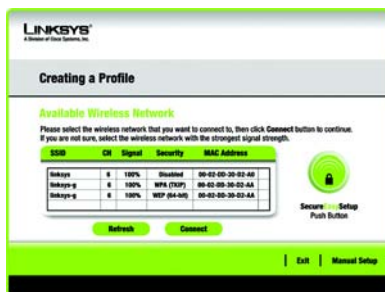 LINKSYS®
A Division of Cisco Systems, Inc.
Creating a Profile
Available Wireless Network
Please select the wireless network that you want to connect to, then click Connect button to continue.
If you are not sure, select the wireless network with the strongest signal strength.
SSID CH Signal Security MAC Address
linksys 6 100% Disabled 00-02-DD-30-D2-A0
linksys-g 6 100% WPA (TKIP) 00-02-DD-30-D2-AA
linksys-g 6 100% WEP (64-bit) 00-02-DD-30-D2-AA
SecureEasySetup
Push Button
Refresh Connect
Exit Manual Setup